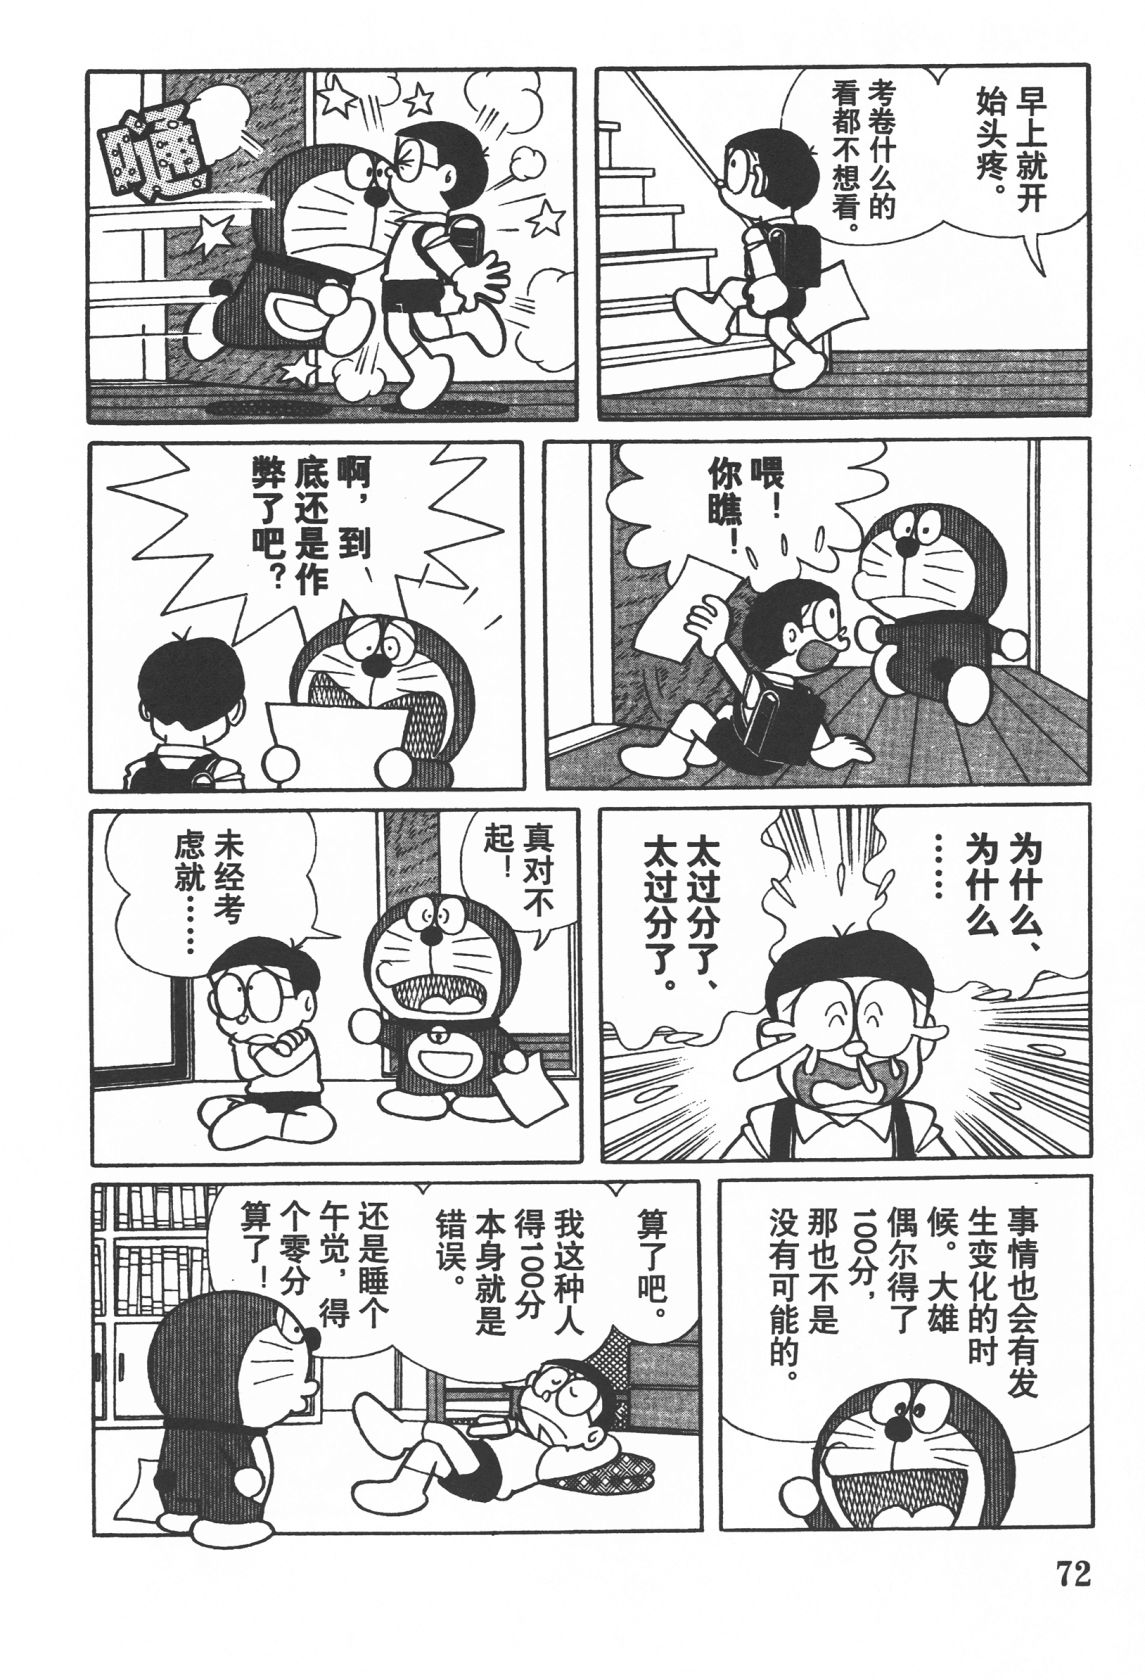 早上就开
始头疼。
考卷什么的
看都不想看。
喂！
你瞧！
啊，到、
底还是作
弊了吧？
为什么、
为什么
……
太过分了、
太过分了。
真对不
起！
未经考
虑就……
事情也会有发
生变化的时
候。大雄
偶尔得了
100分，
那也不是
没有可能的。
算了吧。
我这种人
得100分
本身就是
错误。
还是睡个
午觉，得
个零分
算了！
72